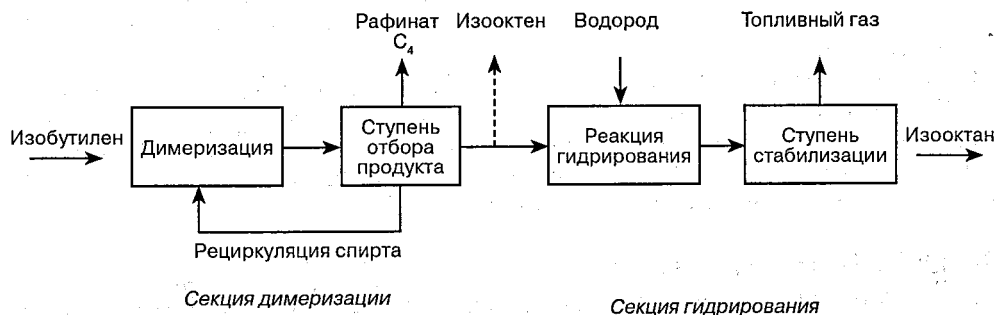 Рафинат
C₄
Изооктен
Водород
Топливный газ
Изобутилен
Димеризация
Ступень
отбора
продукта
Реакция
гидрирования
Ступень
стабилизации
Изооктан
Рециркуляция спирта
Секция димеризации
Секция гидрирования